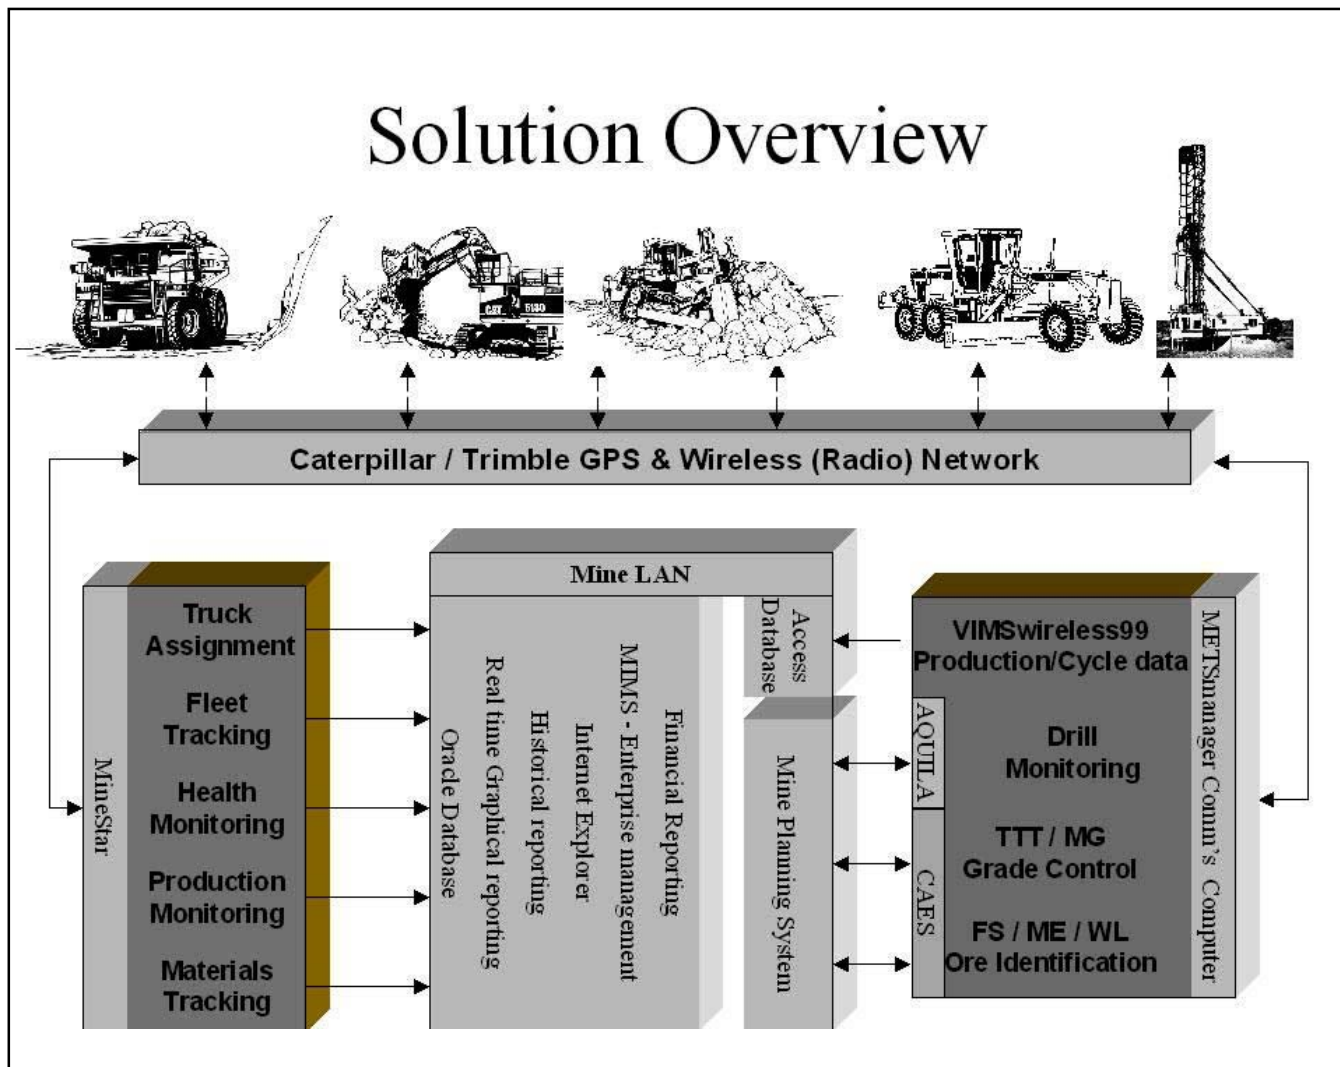 Solution Overview
CAT
5130
Caterpillar / Trimble GPS & Wireless (Radio) Network
MineStar
Truck
Assignment
Fleet
Tracking
Health
Monitoring
Production
Monitoring
Materials
Tracking
Mine LAN
Oracle Database
Real time Graphical reporting
Historical reporting
Internet Explorer
MIMS - Enterprise management
Financial Reporting
Access
Database
Mine Planning System
VIMSwireless99
Production/Cycle data
AQUILA
Drill
Monitoring
CAES
TTT / MG
Grade Control
FS / ME / WL
Ore Identification
METSmanager Comm's Computer